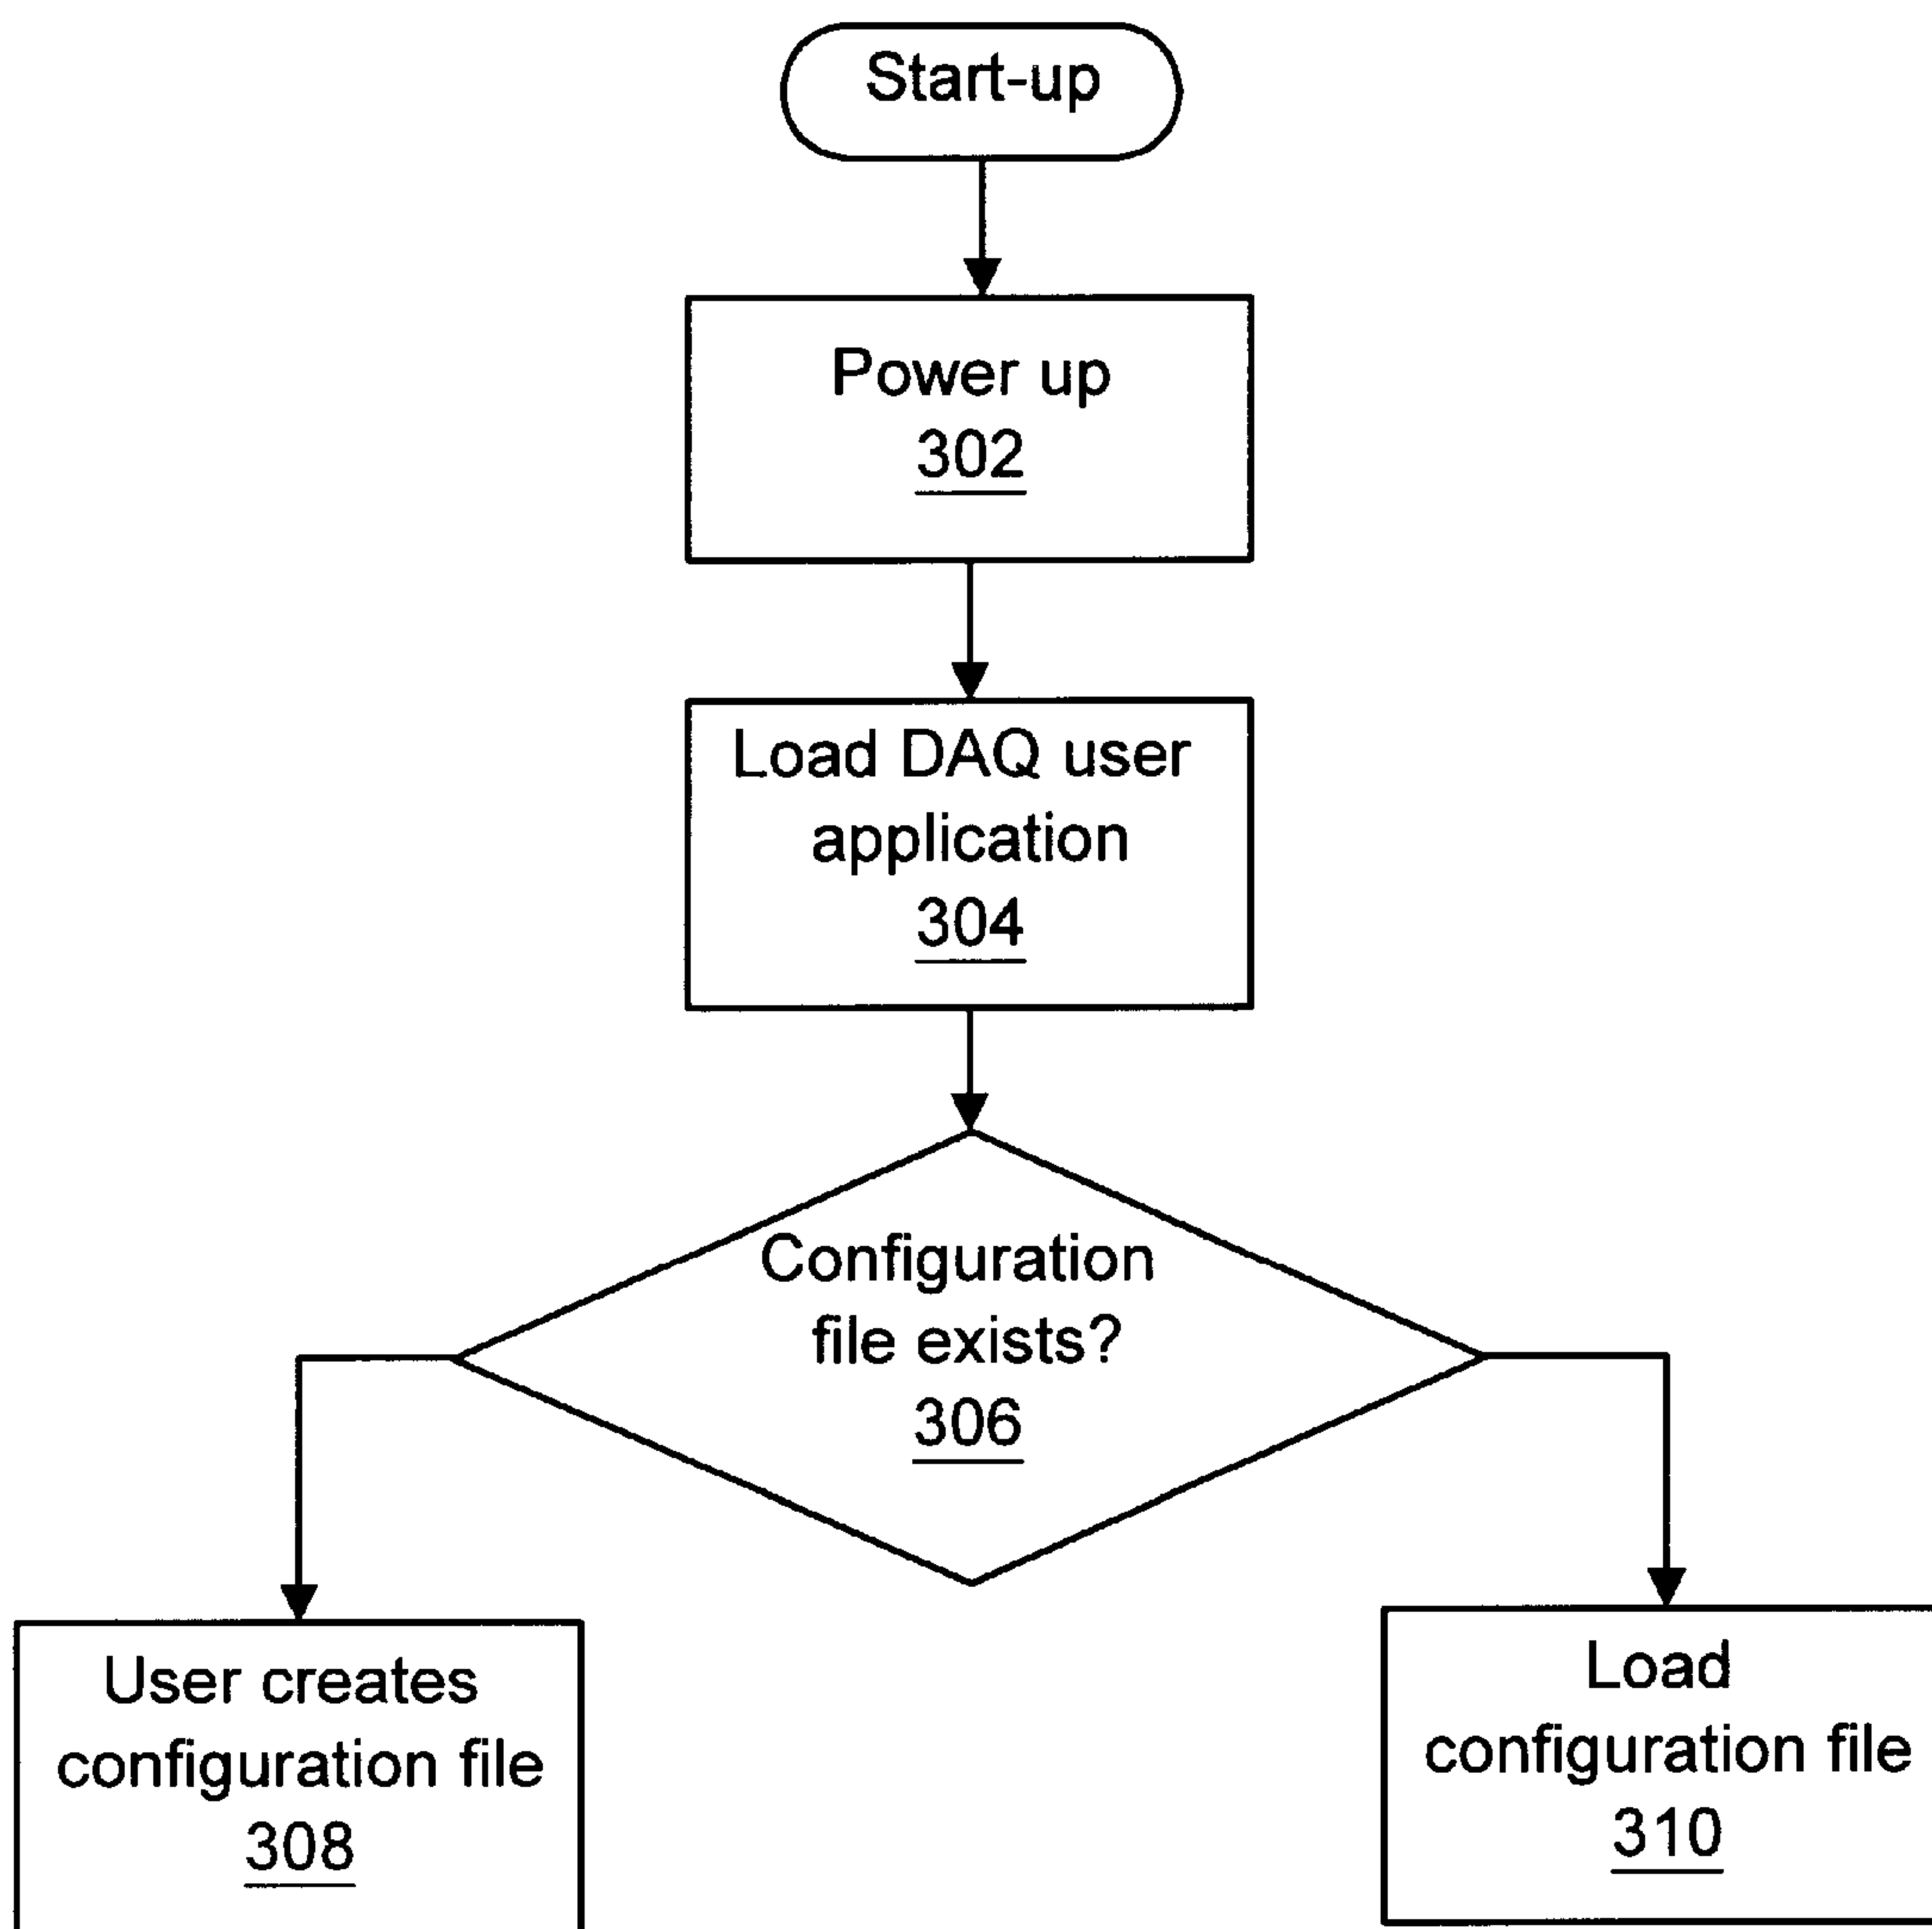 Start-up
Power up
302
Load DAQ user
application
304
Configuration
file exists?
306
User creates
configuration file
308
Load
configuration file
310